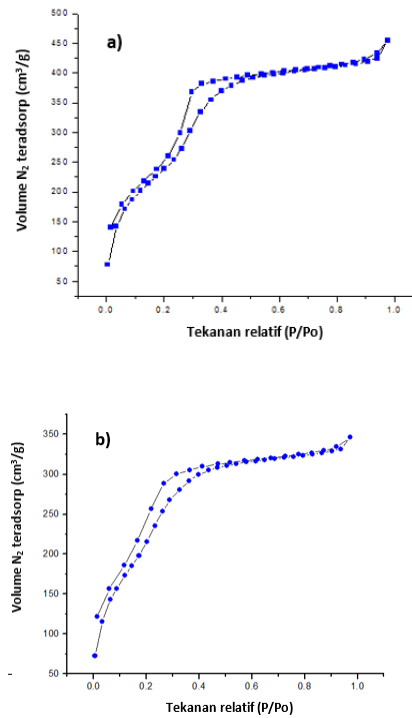 a)
Volume N₂ teradsorp (cm³/g)
500
450
400
350
300
250
200
150
100
50
0.0 0.2 0.4 0.6 0.8 1.0
Tekanan relatif (P/Po)
b)
Volume N₂ teradsorp (cm³/g)
350
300
250
200
150
100
50
0.0 0.2 0.4 0.6 0.8 1.0
Tekanan relatif (P/Po)